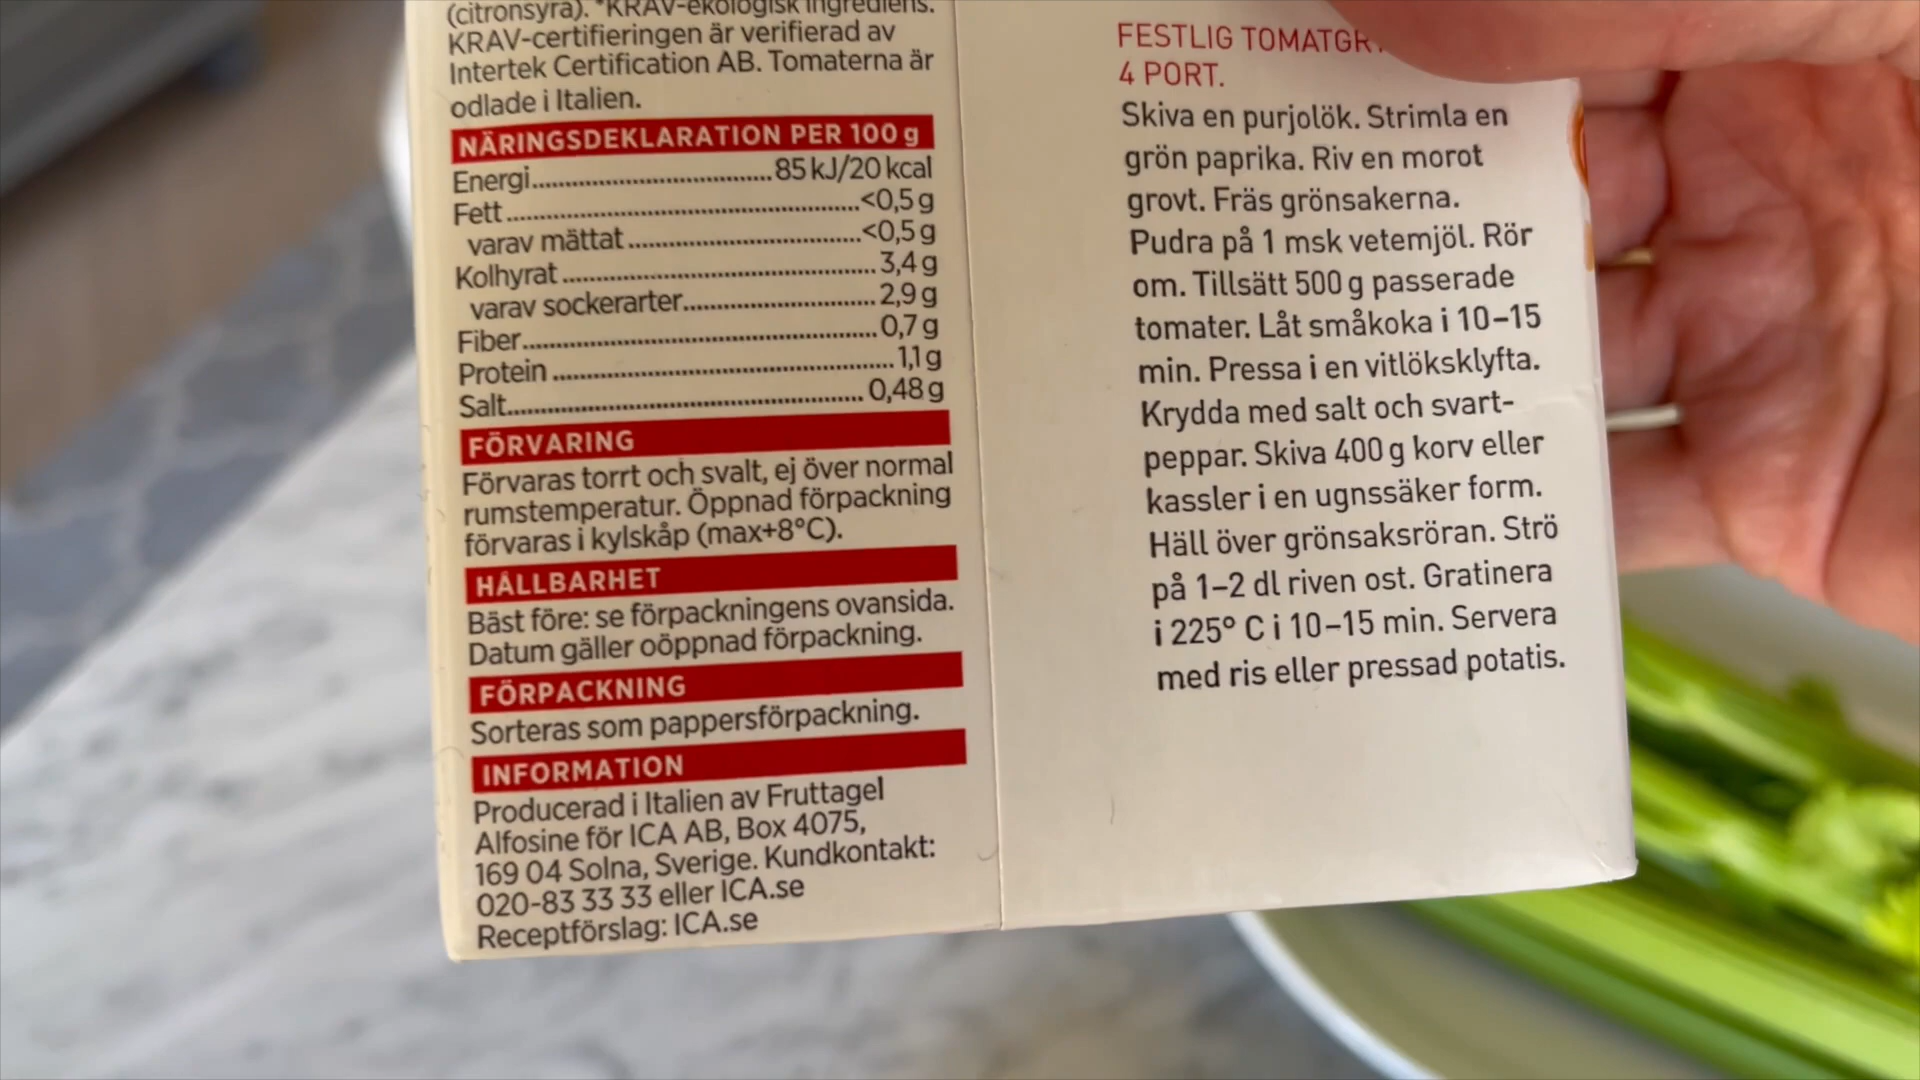 (citronsyra). *KRAV-ekologisk ingrediens.
KRAV-certifieringen är verifierad av
Intertek Certification AB. Tomaterna är
odlade i Italien.
NÄRINGSDEKLARATION PER 100 g
Energi....................85 kJ/20 kcal
Fett....................<0,5 g
varav mättat....................<0,5 g
Kolhyrat....................3,4 g
varav sockerarter....................2,9 g
Fiber....................0,7 g
Protein....................1,1 g
Salt....................0,48 g
FÖRVARING
Förvaras torrt och svalt, ej över normal
rumstemperatur. Öppnad förpackning
förvaras i kylskåp (max+8°C).
HÅLLBARHET
Bäst före: se förpackningens ovansida.
Datum gäller oöppnad förpackning.
FÖRPACKNING
Sorteras som pappersförpackning.
INFORMATION
Producerad i Italien av Fruttagel
Alfosine för ICA AB, Box 4075,
169 04 Solna, Sverige. Kundkontakt:
020-83 33 33 eller ICA.se
Receptförslag: ICA.se
FESTLIG
4 PORT.
Skiva en purjolök. Strimla en
grön paprika. Riv en morot
grovt. Fräs grönsakerna.
Pudra på 1 msk vetemjöl. Rör
om. Tillsätt 500 g passerade
tomater. Låt småkoka i 10–15
min. Pressa i en vitlöksklyfta.
Krydda med salt och svart-
peppar. Skiva 400 g korv eller
kassler i en ugnssäker form.
Häll över grönsaksröran. Strö
på 1–2 dl riven ost. Gratinera
i 225° C i 10–15 min. Servera
med ris eller pressad potatis.